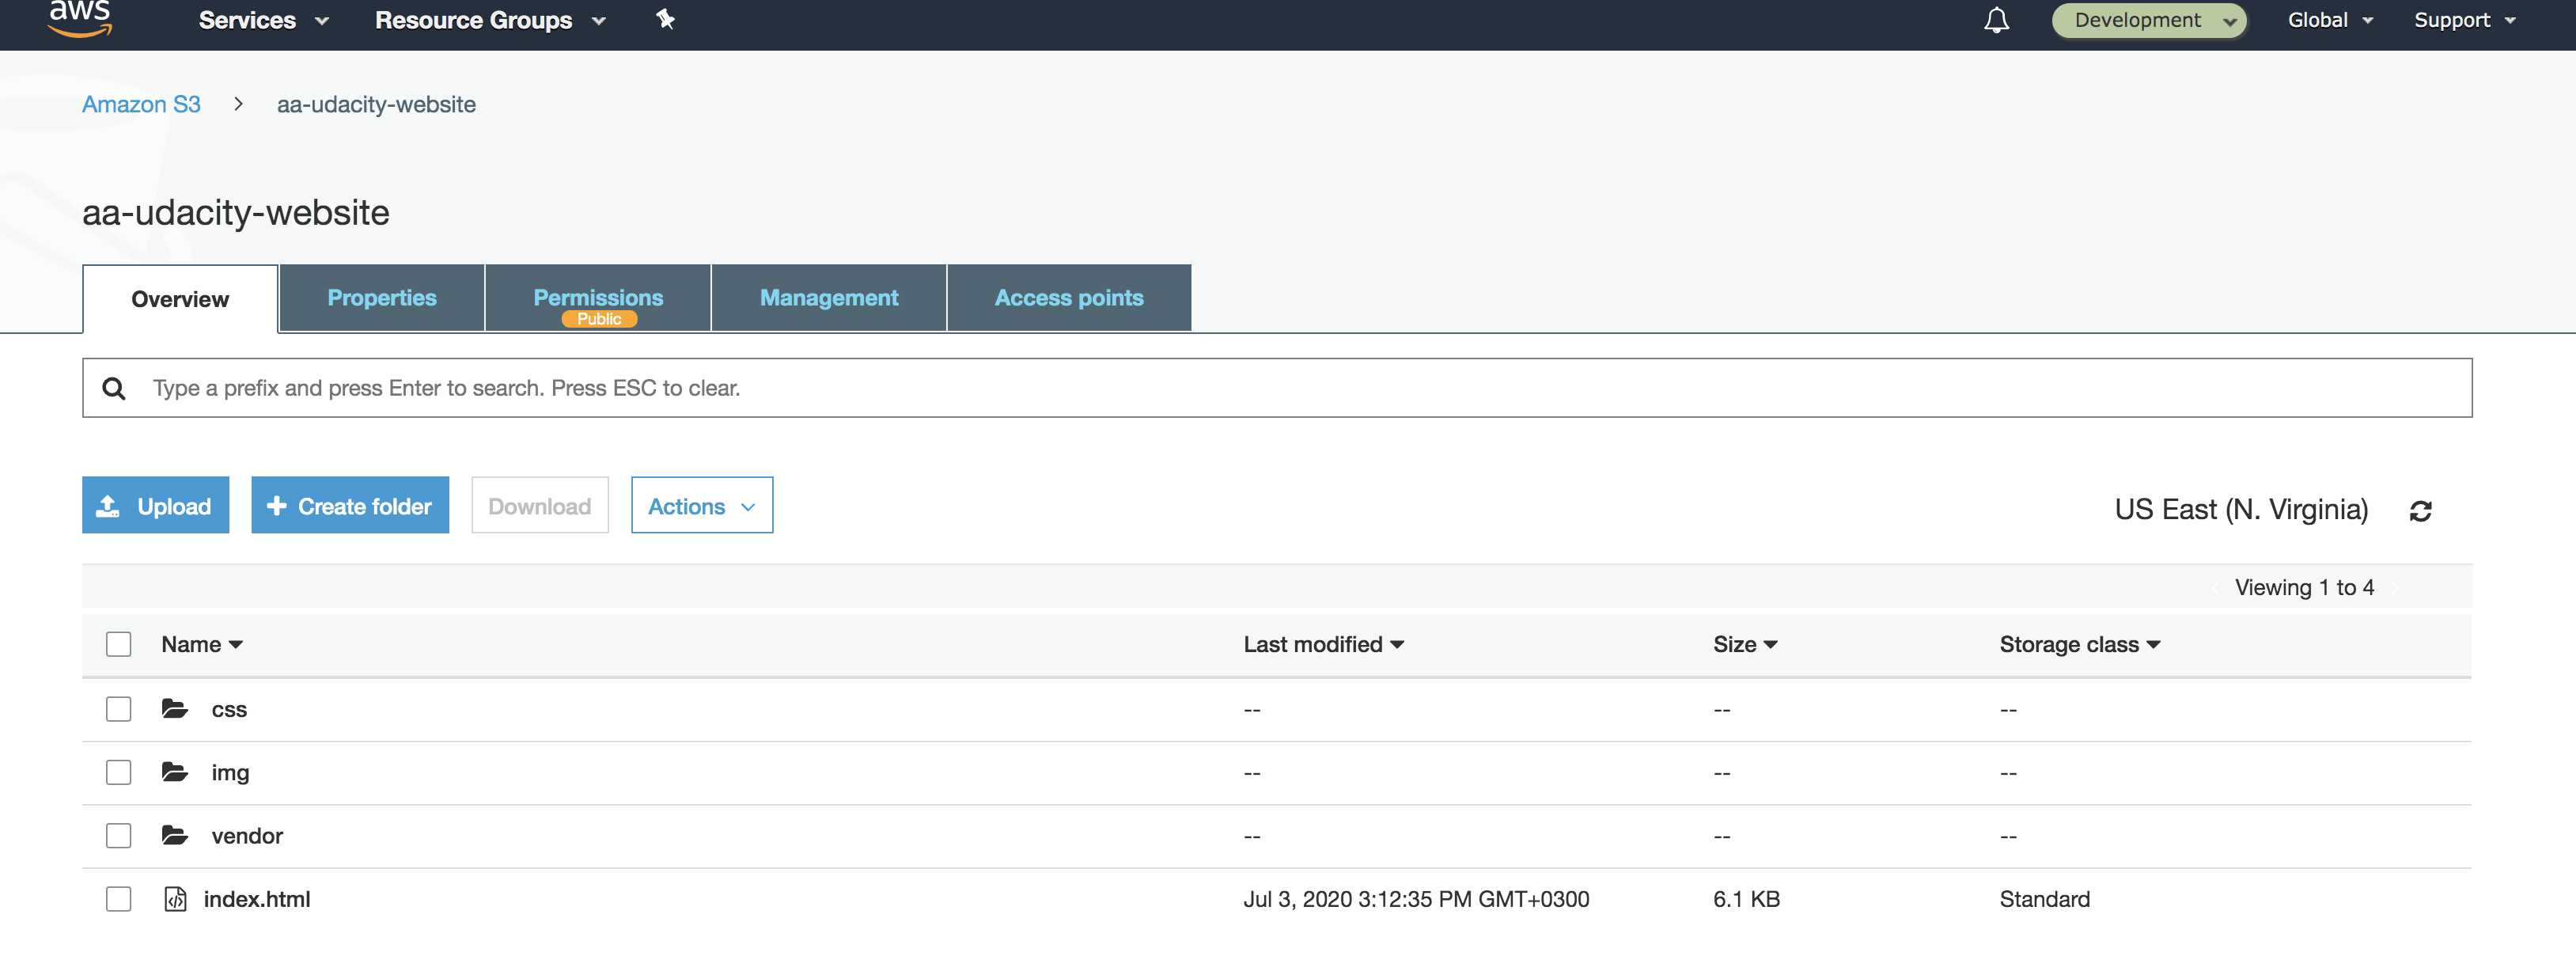 aws Services Resource Groups Development Global Support
Amazon S3 > aa-udacity-website
aa-udacity-website
Overview Properties Permissions Management Access points
Public
Type a prefix and press Enter to search. Press ESC to clear.
Upload + Create folder Download Actions US East (N. Virginia)
Viewing 1 to 4
Name Last modified Size Storage class
css -- -- --
img -- -- --
vendor -- -- --
index.html Jul 3, 2020 3:12:35 PM GMT+0300 6.1 KB Standard